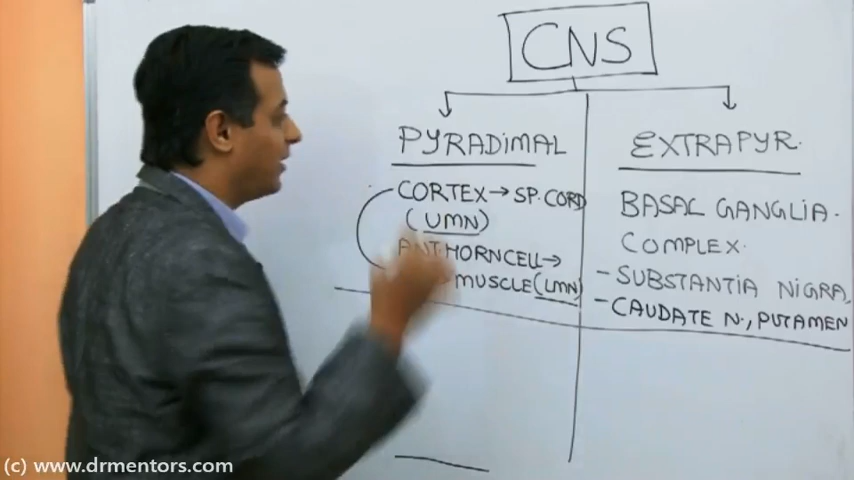 CNS
PYRADIMAL
CORTEX→ SP. CORD
(UMN)
ANT HORNCELL→
MUSCLE (LMN)
EXTRAPYR.
BASAL GANGLIA.
COMPLEX.
- SUBSTANTIA NIGRA,
- CAUDATE N., PUTAMEN
(c) www.drmentors.com